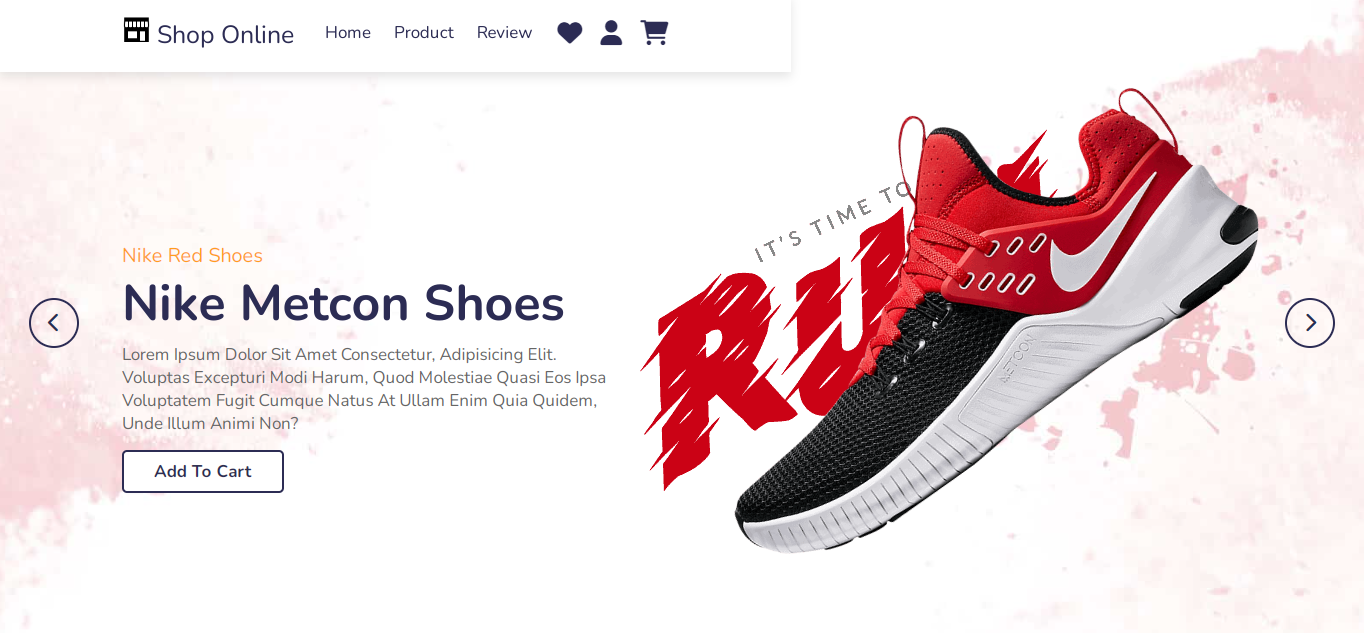 Shop Online
Home
Product
Review
IT'S TIME TO
RUN
Nike Red Shoes
Nike Metcon Shoes
Lorem Ipsum Dolor Sit Amet Consectetur, Adipisicing Elit.
Voluptas Excepturi Modi Harum, Quod Molestiae Quasi Eos Ipsa
Voluptatem Fugit Cumque Natus At Ullam Enim Quia Quidem,
Unde Illum Animi Non?
METCON
Add To Cart